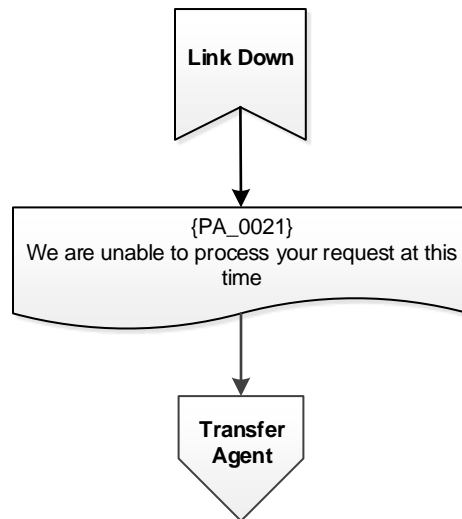 Link Down
{PA_0021}
We are unable to process your request at this
time
Transfer
Agent